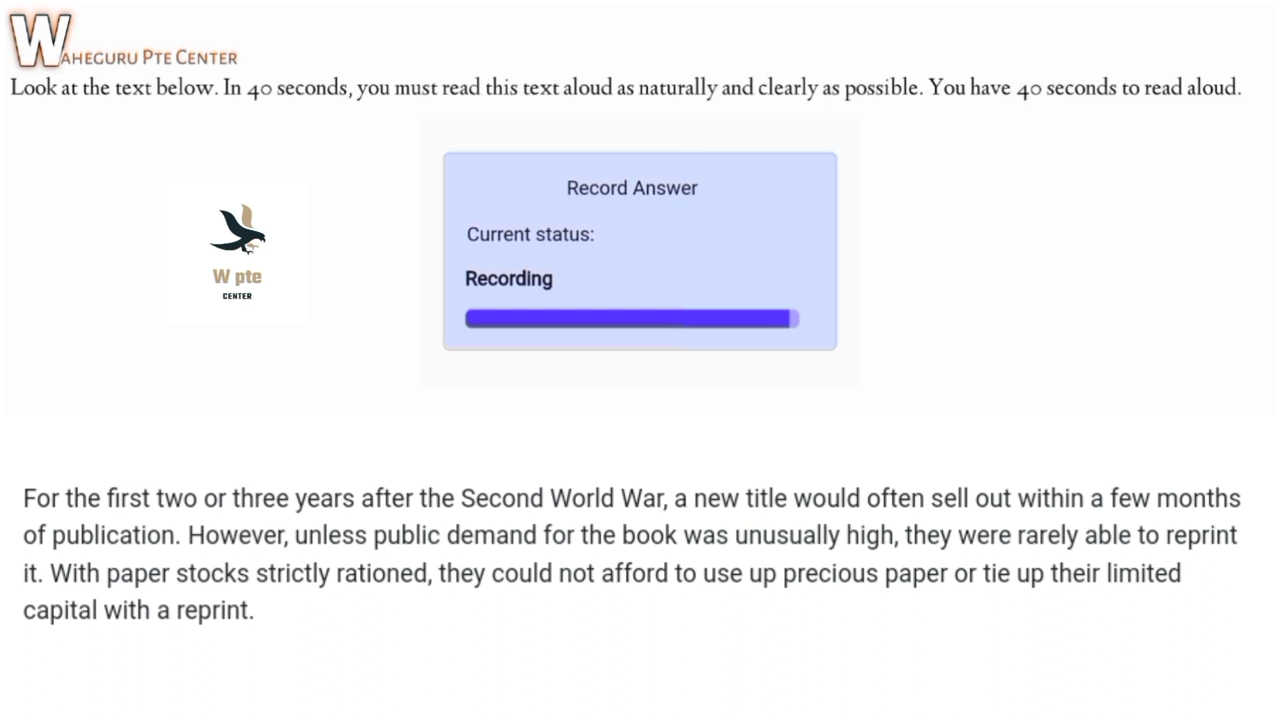 WAHEGURU PTE CENTER
Look at the text below. In 40 seconds, you must read this text aloud as naturally and clearly as possible. You have 40 seconds to read aloud.
Record Answer
Current status:
Recording
W pte
CENTER
For the first two or three years after the Second World War, a new title would often sell out within a few months
of publication. However, unless public demand for the book was unusually high, they were rarely able to reprint
it. With paper stocks strictly rationed, they could not afford to use up precious paper or tie up their limited
capital with a reprint.